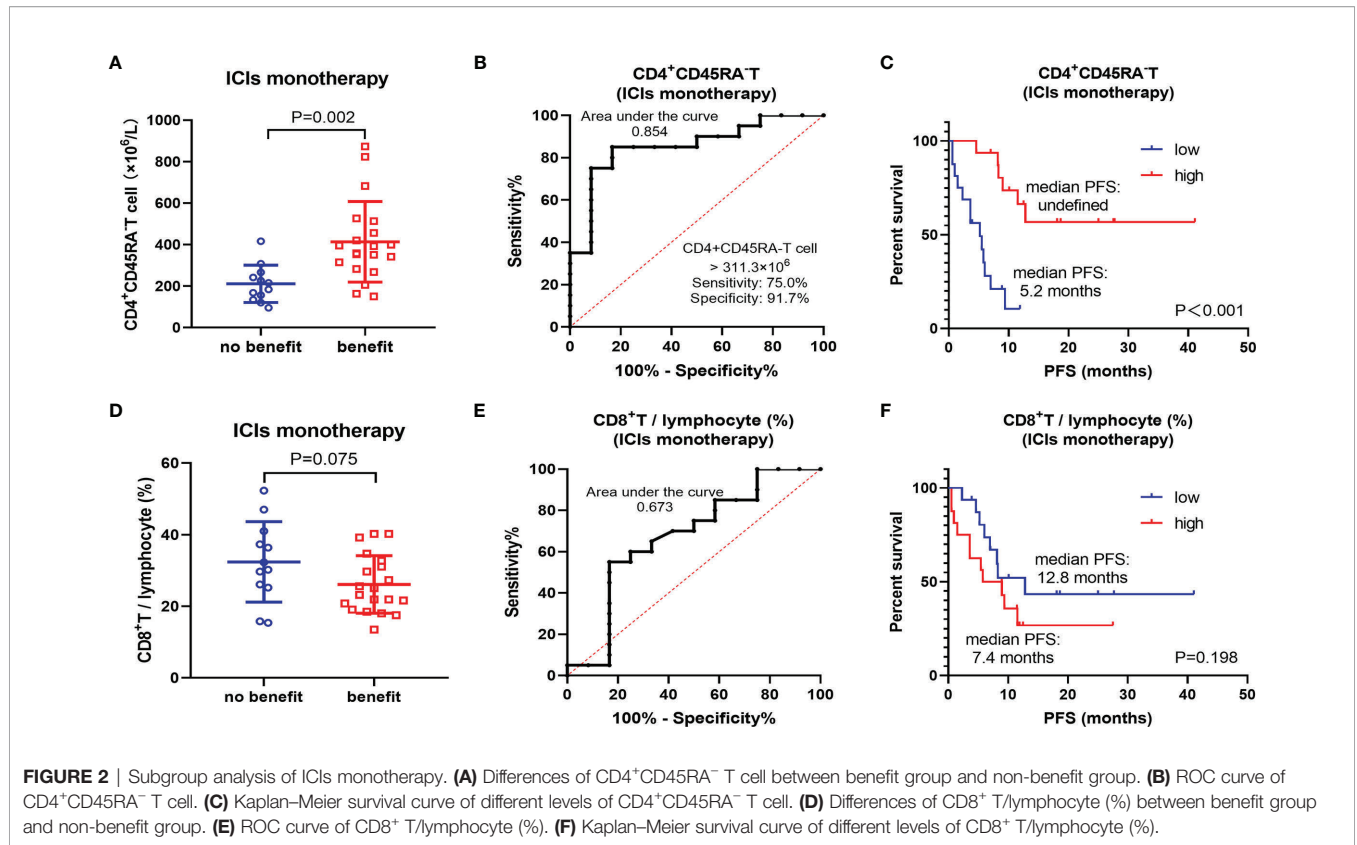 A
ICIs monotherapy
P=0.002
CD4⁺CD45RA⁻T cell (×10⁶/L)
1000
800
600
400
200
0
no benefit
benefit
B
CD4⁺CD45RA⁻T
(ICIs monotherapy)
Area under the curve
0.854
CD4+CD45RA-T cell
> 311.3×10⁶
Sensitivity: 75.0%
Specificity: 91.7%
Sensitivity%
100
80
60
40
20
0
0 20 40 60 80 100
100% - Specificity%
C
CD4⁺CD45RA⁻T
(ICIs monotherapy)
low
high
median PFS:
undefined
median PFS:
5.2 months
P<0.001
Percent survival
100
50
0
0 10 20 30 40 50
PFS (months)
D
ICIs monotherapy
P=0.075
CD8⁺T / lymphocyte (%)
60
40
20
0
no benefit
benefit
E
CD8⁺T / lymphocyte (%)
(ICIs monotherapy)
Area under the curve
0.673
Sensitivity%
100
80
60
40
20
0
0 20 40 60 80 100
100% - Specificity%
F
CD8⁺T / lymphocyte (%)
(ICIs monotherapy)
low
high
median PFS:
12.8 months
median PFS:
7.4 months
P=0.198
Percent survival
100
50
0
0 10 20 30 40 50
PFS (months)
FIGURE 2 | Subgroup analysis of ICIs monotherapy. (A) Differences of CD4⁺CD45RA⁻ T cell between benefit group and non-benefit group. (B) ROC curve of
CD4⁺CD45RA⁻ T cell. (C) Kaplan–Meier survival curve of different levels of CD4⁺CD45RA⁻ T cell. (D) Differences of CD8⁺ T/lymphocyte (%) between benefit group
and non-benefit group. (E) ROC curve of CD8⁺ T/lymphocyte (%). (F) Kaplan–Meier survival curve of different levels of CD8⁺ T/lymphocyte (%).